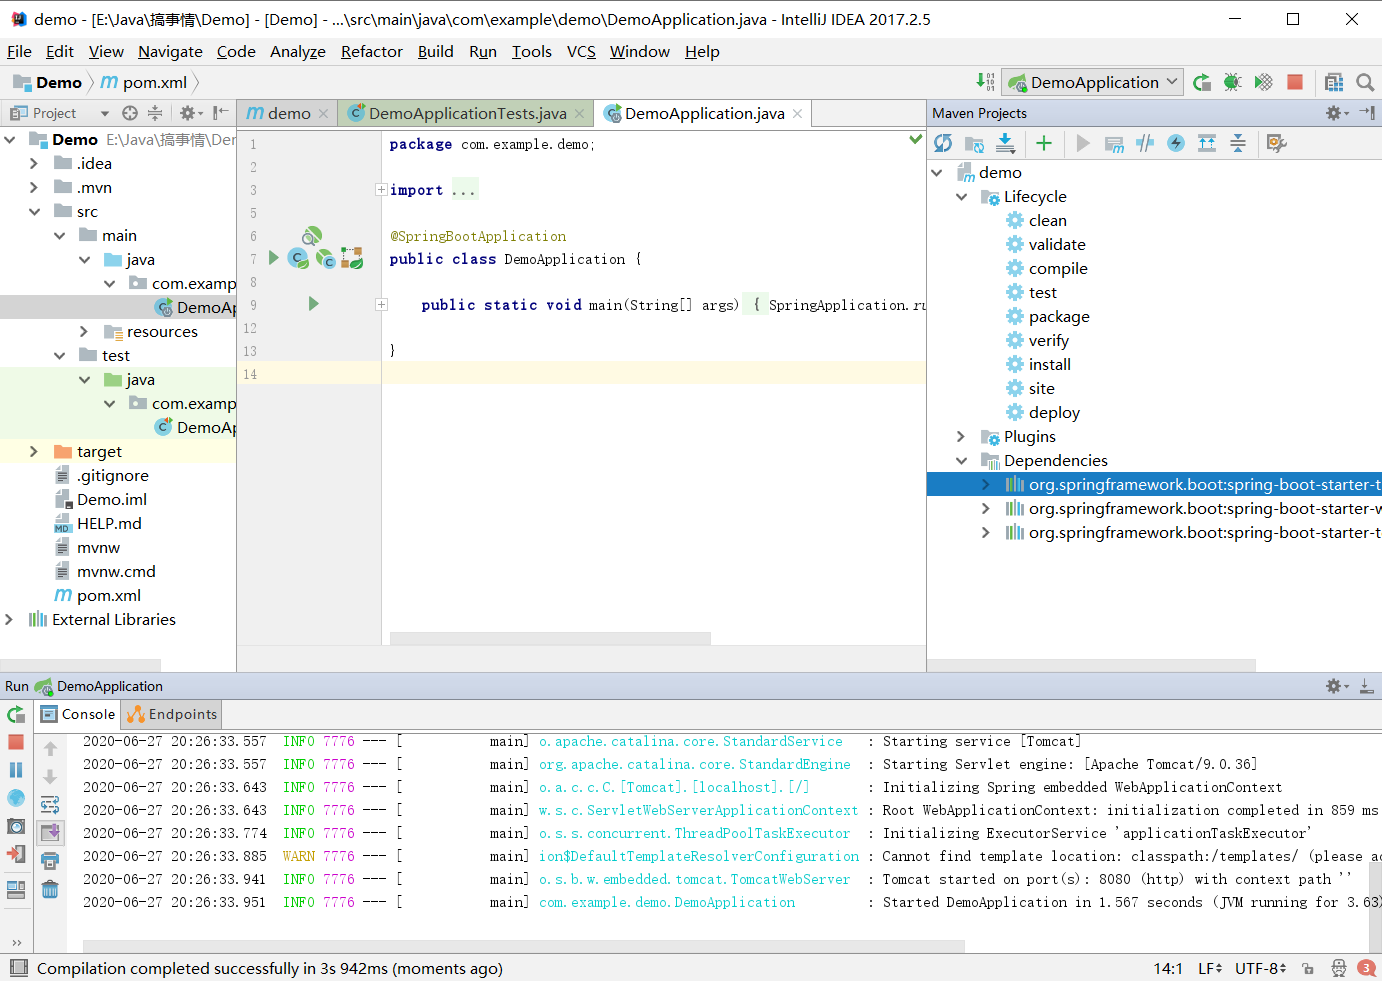 demo - [E:\Java\搞事情\Demo] - [Demo] - ...\src\main\java\com\example\demo\DemoApplication.java - IntelliJ IDEA 2017.2.5
File Edit View Navigate Code Analyze Refactor Build Run Tools VCS Window Help
Demo pom.xml
DemoApplication
Project
demo
DemoApplicationTests.java
DemoApplication.java
Maven Projects
Demo E:\Java\搞事情\Der
.idea
.mvn
src
main
java
com.examp
DemoAp
resources
test
java
com.examp
DemoAp
target
.gitignore
Demo.iml
HELP.md
mvnw
mvnw.cmd
pom.xml
External Libraries
1 package com.example.demo;
2
3 import ...
5
6 @SpringBootApplication
7 public class DemoApplication {
8
9 public static void main(String[] args) { SpringApplication.ru
12
13 }
14
demo
Lifecycle
clean
validate
compile
test
package
verify
install
site
deploy
Plugins
Dependencies
org.springframework.boot:spring-boot-starter-t
org.springframework.boot:spring-boot-starter-w
org.springframework.boot:spring-boot-starter-t
Run DemoApplication
Console Endpoints
2020-06-27 20:26:33.557 INFO 7776 --- [ main] o.apache.catalina.core.StandardService : Starting service [Tomcat]
2020-06-27 20:26:33.557 INFO 7776 --- [ main] org.apache.catalina.core.StandardEngine : Starting Servlet engine: [Apache Tomcat/9.0.36]
2020-06-27 20:26:33.643 INFO 7776 --- [ main] o.a.c.c.C.[Tomcat].[localhost].[/] : Initializing Spring embedded WebApplicationContext
2020-06-27 20:26:33.643 INFO 7776 --- [ main] w.s.c.ServletWebServerApplicationContext : Root WebApplicationContext: initialization completed in 859 ms
2020-06-27 20:26:33.774 INFO 7776 --- [ main] o.s.s.concurrent.ThreadPoolTaskExecutor : Initializing ExecutorService 'applicationTaskExecutor'
2020-06-27 20:26:33.885 WARN 7776 --- [ main] ion$DefaultTemplateResolverConfiguration : Cannot find template location: classpath:/templates/ (please ac
2020-06-27 20:26:33.941 INFO 7776 --- [ main] o.s.b.w.embedded.tomcat.TomcatWebServer : Tomcat started on port(s): 8080 (http) with context path ''
2020-06-27 20:26:33.951 INFO 7776 --- [ main] com.example.demo.DemoApplication : Started DemoApplication in 1.567 seconds (JVM running for 3.63)
Compilation completed successfully in 3s 942ms (moments ago)
14:1 LF UTF-8 3